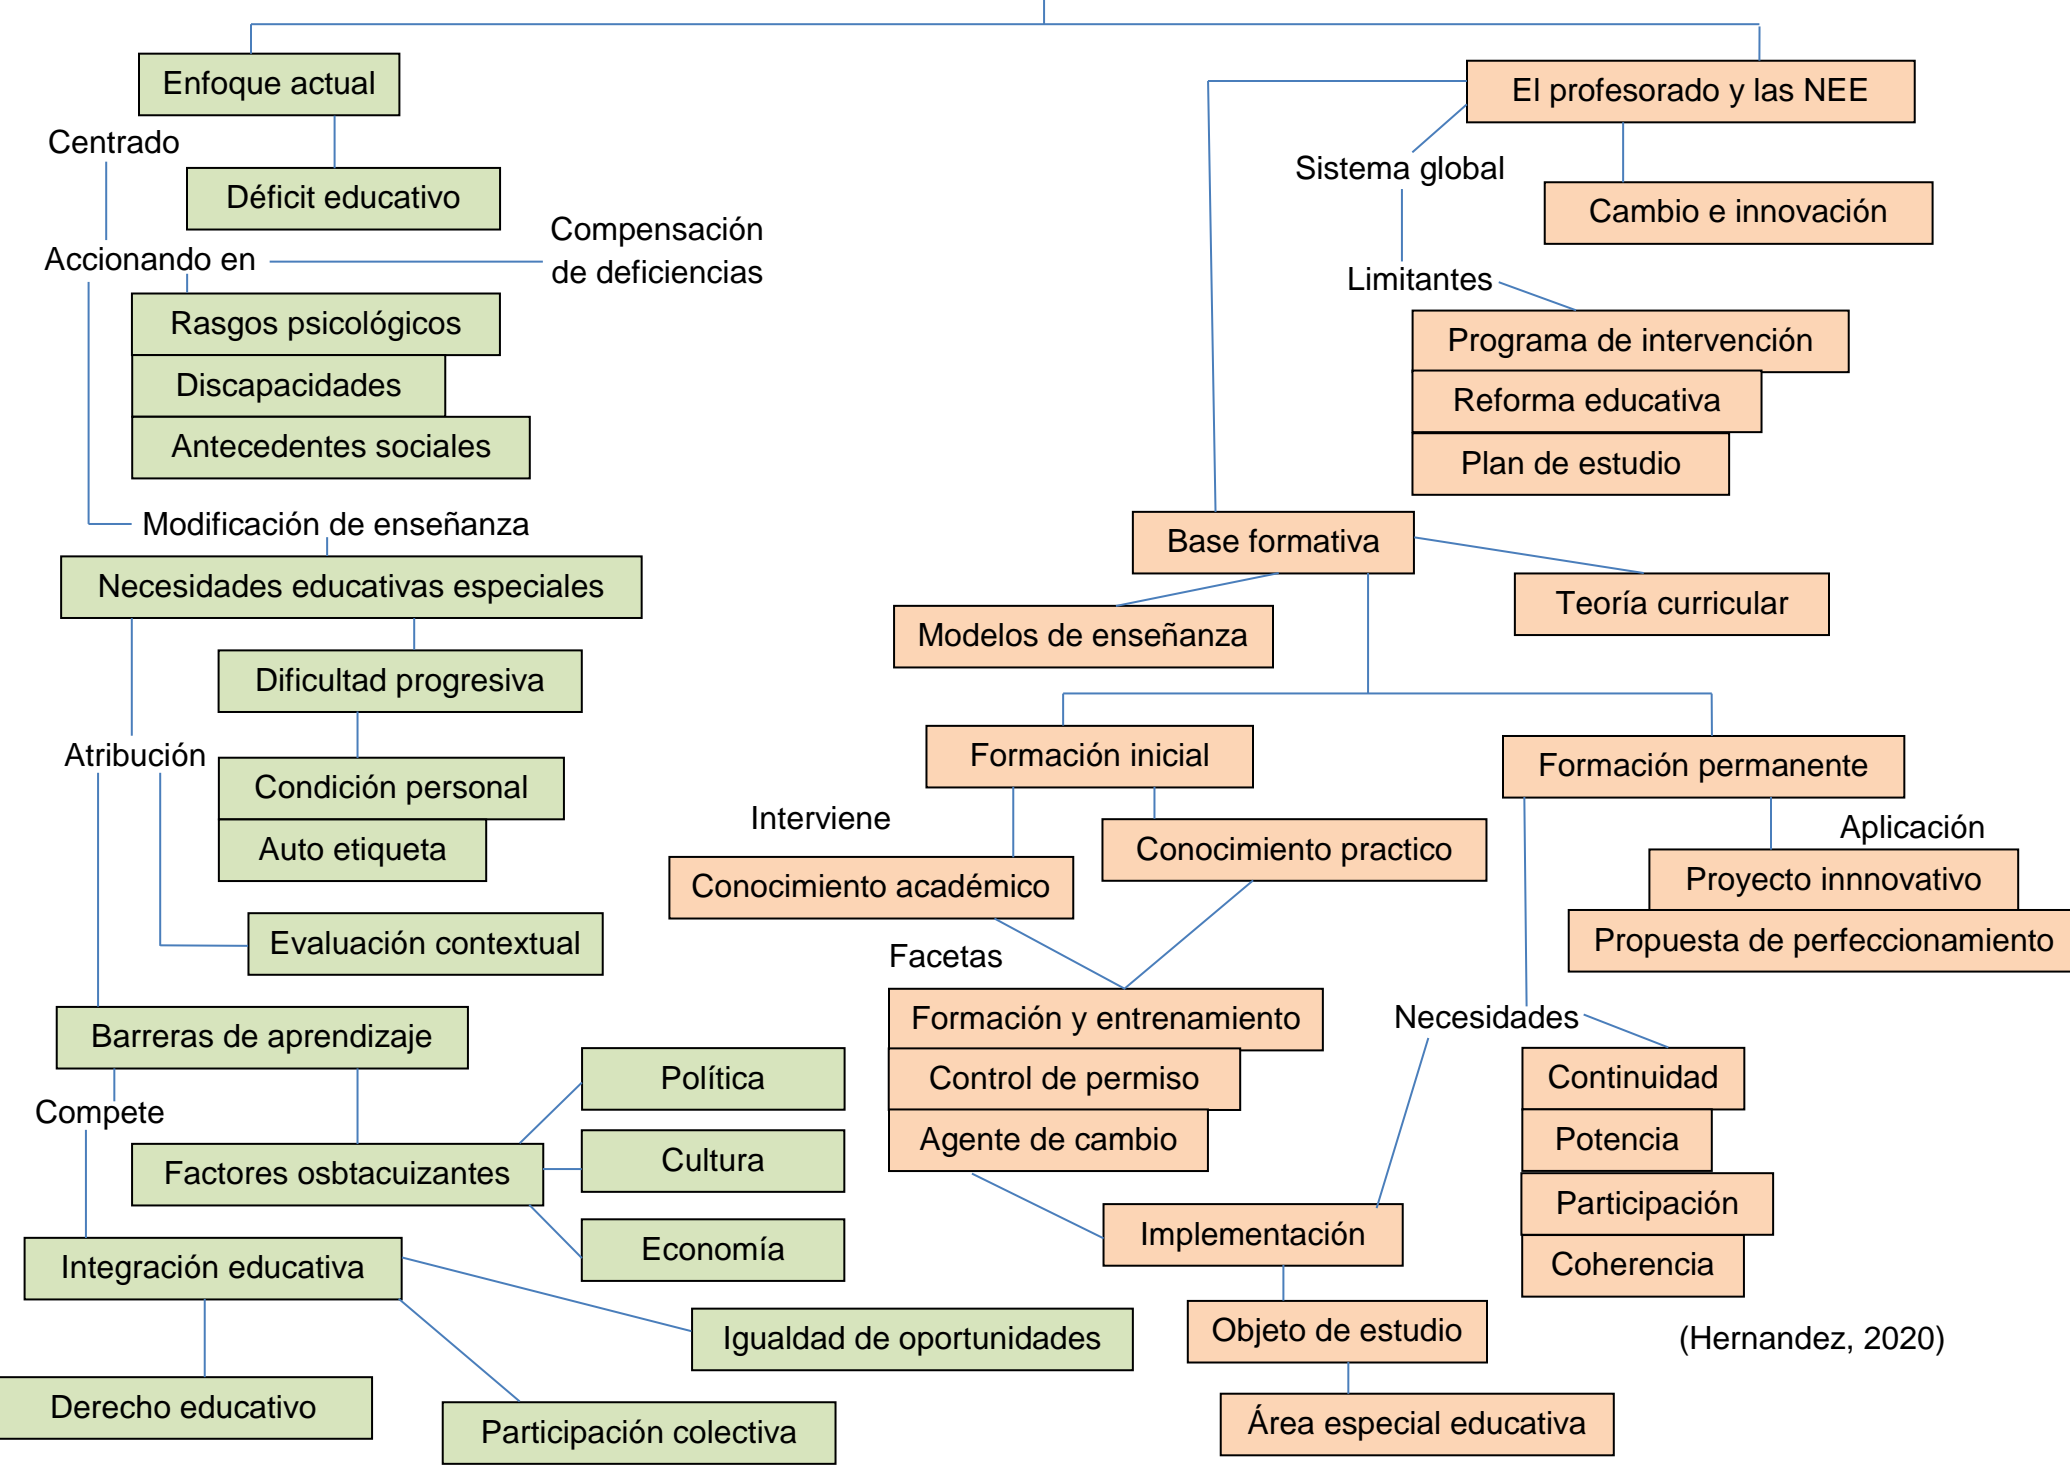 Enfoque actual
Centrado
Déficit educativo
Accionando en
Compensación
de deficiencias
Rasgos psicológicos
Discapacidades
Antecedentes sociales
Modificación de enseñanza
Necesidades educativas especiales
Dificultad progresiva
Atribución
Condición personal
Auto etiqueta
Evaluación contextual
Barreras de aprendizaje
Compete
Factores osbtacuizantes
Política
Cultura
Economía
Integración educativa
Igualdad de oportunidades
Derecho educativo
Participación colectiva
El profesorado y las NEE
Sistema global
Cambio e innovación
Limitantes
Programa de intervención
Reforma educativa
Plan de estudio
Base formativa
Teoría curricular
Modelos de enseñanza
Formación inicial
Formación permanente
Interviene
Conocimiento practico
Conocimiento académico
Aplicación
Proyecto innnovativo
Propuesta de perfeccionamiento
Facetas
Formación y entrenamiento
Control de permiso
Agente de cambio
Necesidades
Continuidad
Potencia
Participación
Coherencia
Implementación
Objeto de estudio
Área especial educativa
(Hernandez, 2020)